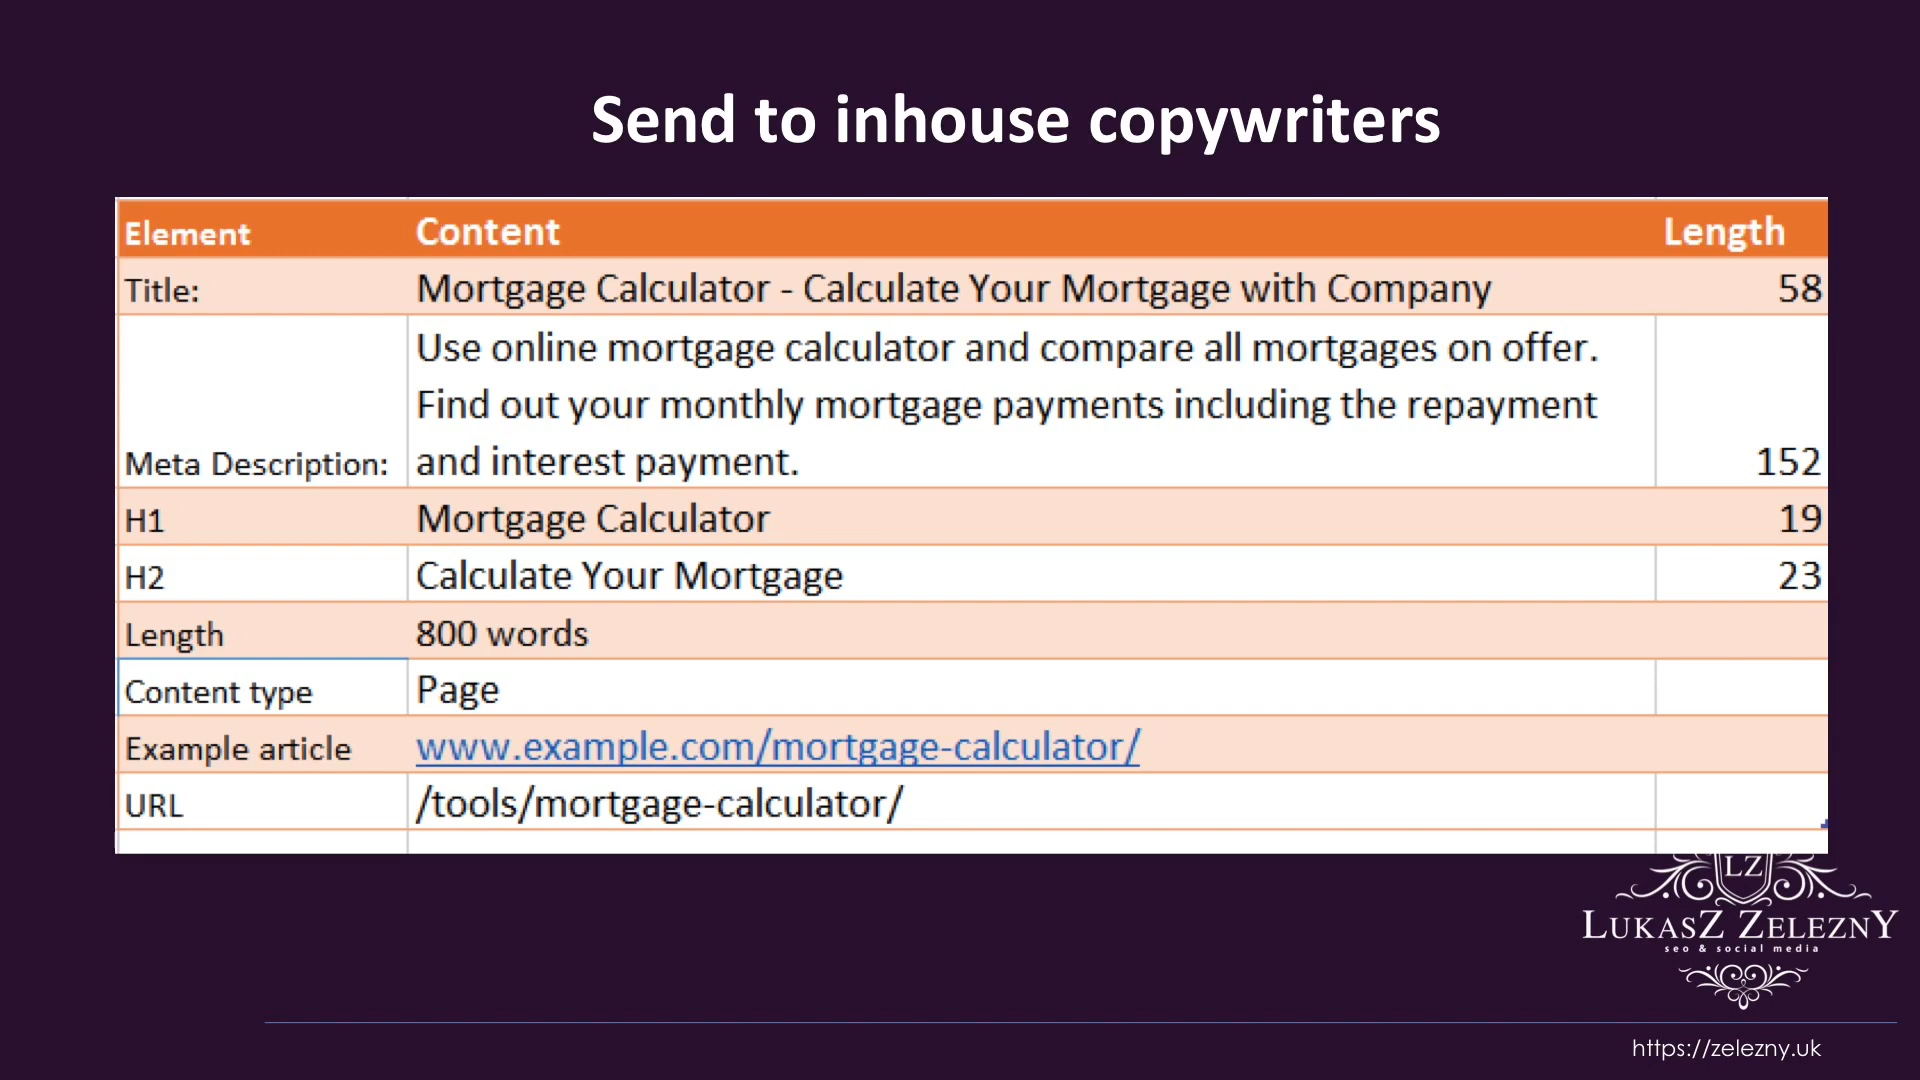 Send to inhouse copywriters
Element Content Length
Title: Mortgage Calculator - Calculate Your Mortgage with Company 58
Use online mortgage calculator and compare all mortgages on offer.
Find out your monthly mortgage payments including the repayment
Meta Description: and interest payment. 152
H1 Mortgage Calculator 19
H2 Calculate Your Mortgage 23
Length 800 words
Content type Page
Example article www.example.com/mortgage-calculator/
URL /tools/mortgage-calculator/
LZ
LUKASZ ZELEZNY
seo & social media
https://zelezny.uk